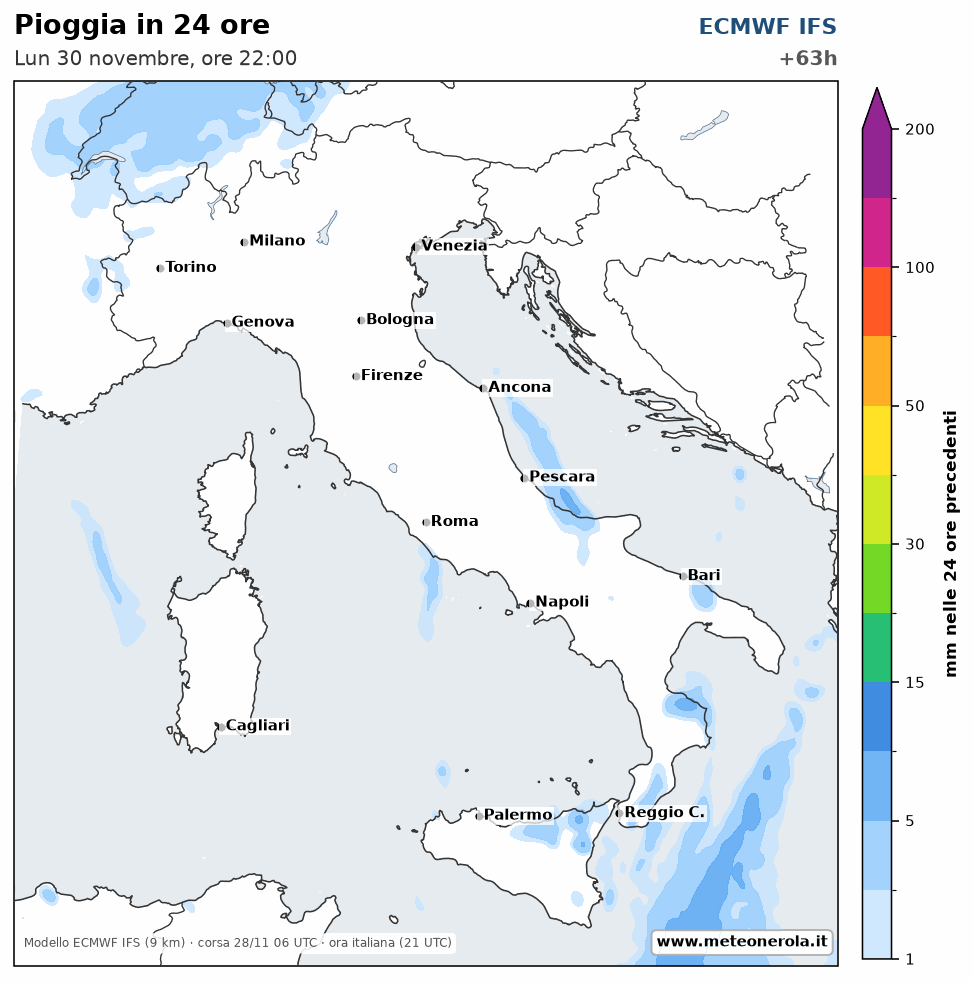 Pioggia in 24 ore
ECMWF IFS
Lun 30 novembre, ore 22:00
+63h
200
100
50
30
15
5
1
mm nelle 24 ore precedenti
Milano
Venezia
Torino
Genova
Bologna
Firenze
Ancona
Pescara
Roma
Bari
Napoli
Cagliari
Palermo
Reggio C.
Modello ECMWF IFS (9 km) · corsa 28/11 06 UTC · ora italiana (21 UTC)
www.meteonerola.it